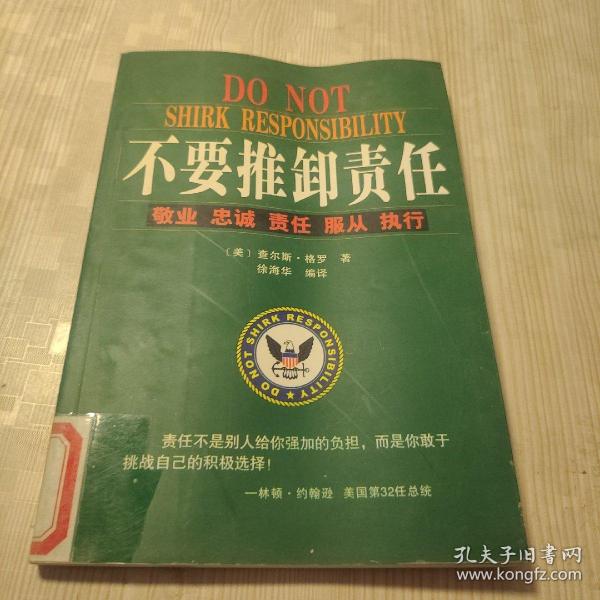 DO NOT
SHIRK RESPONSIBILITY
不要推卸责任
敬业 忠诚 责任 服从 执行
〔美〕查尔斯·格罗 著
徐海华 编译
DO NOT SHIRK RESPONSIBILITY
责任不是别人给你强加的负担，而是你敢于
挑战自己的积极选择！
—林顿·约翰逊 美国第32任总统
孔夫子旧书网
www.kongfz.com